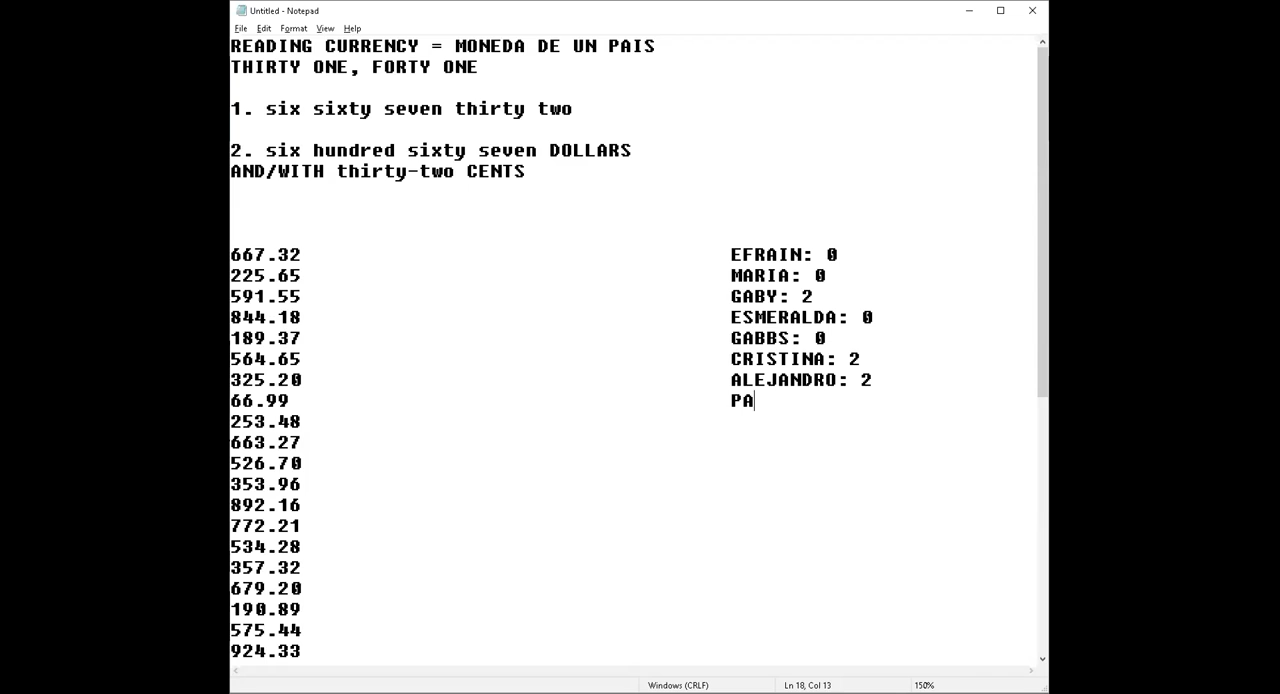 Untitled - Notepad
File Edit Format View Help
READING CURRENCY = MONEDA DE UN PAIS
THIRTY ONE, FORTY ONE
1. six sixty seven thirty two
2. six hundred sixty seven DOLLARS
AND/WITH thirty-two CENTS
667.32 EFRAIN: 0
225.65 MARIA: 0
591.55 GABY: 2
844.18 ESMERALDA: 0
189.37 GABBS: 0
564.65 CRISTINA: 2
325.20 ALEJANDRO: 2
66.99 PA
253.48
663.27
526.70
353.96
892.16
772.21
534.28
357.32
679.20
190.89
575.44
924.33
Windows (CRLF) Ln 18, Col 13 150%